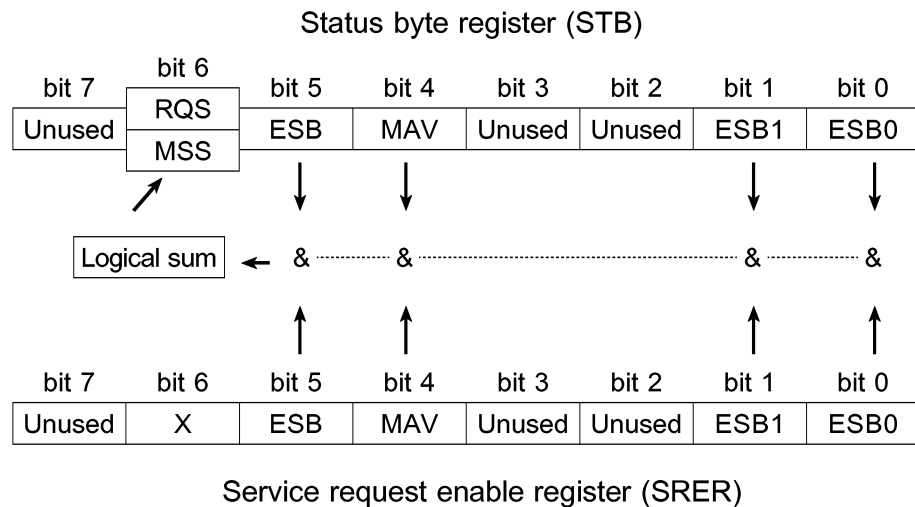 Status byte register (STB)
bit 7 bit 6 bit 5 bit 4 bit 3 bit 2 bit 1 bit 0
Unused RQS ESB MAV Unused Unused ESB1 ESB0
MSS
Logical sum & & & &
bit 7 bit 6 bit 5 bit 4 bit 3 bit 2 bit 1 bit 0
Unused X ESB MAV Unused Unused ESB1 ESB0
Service request enable register (SRER)